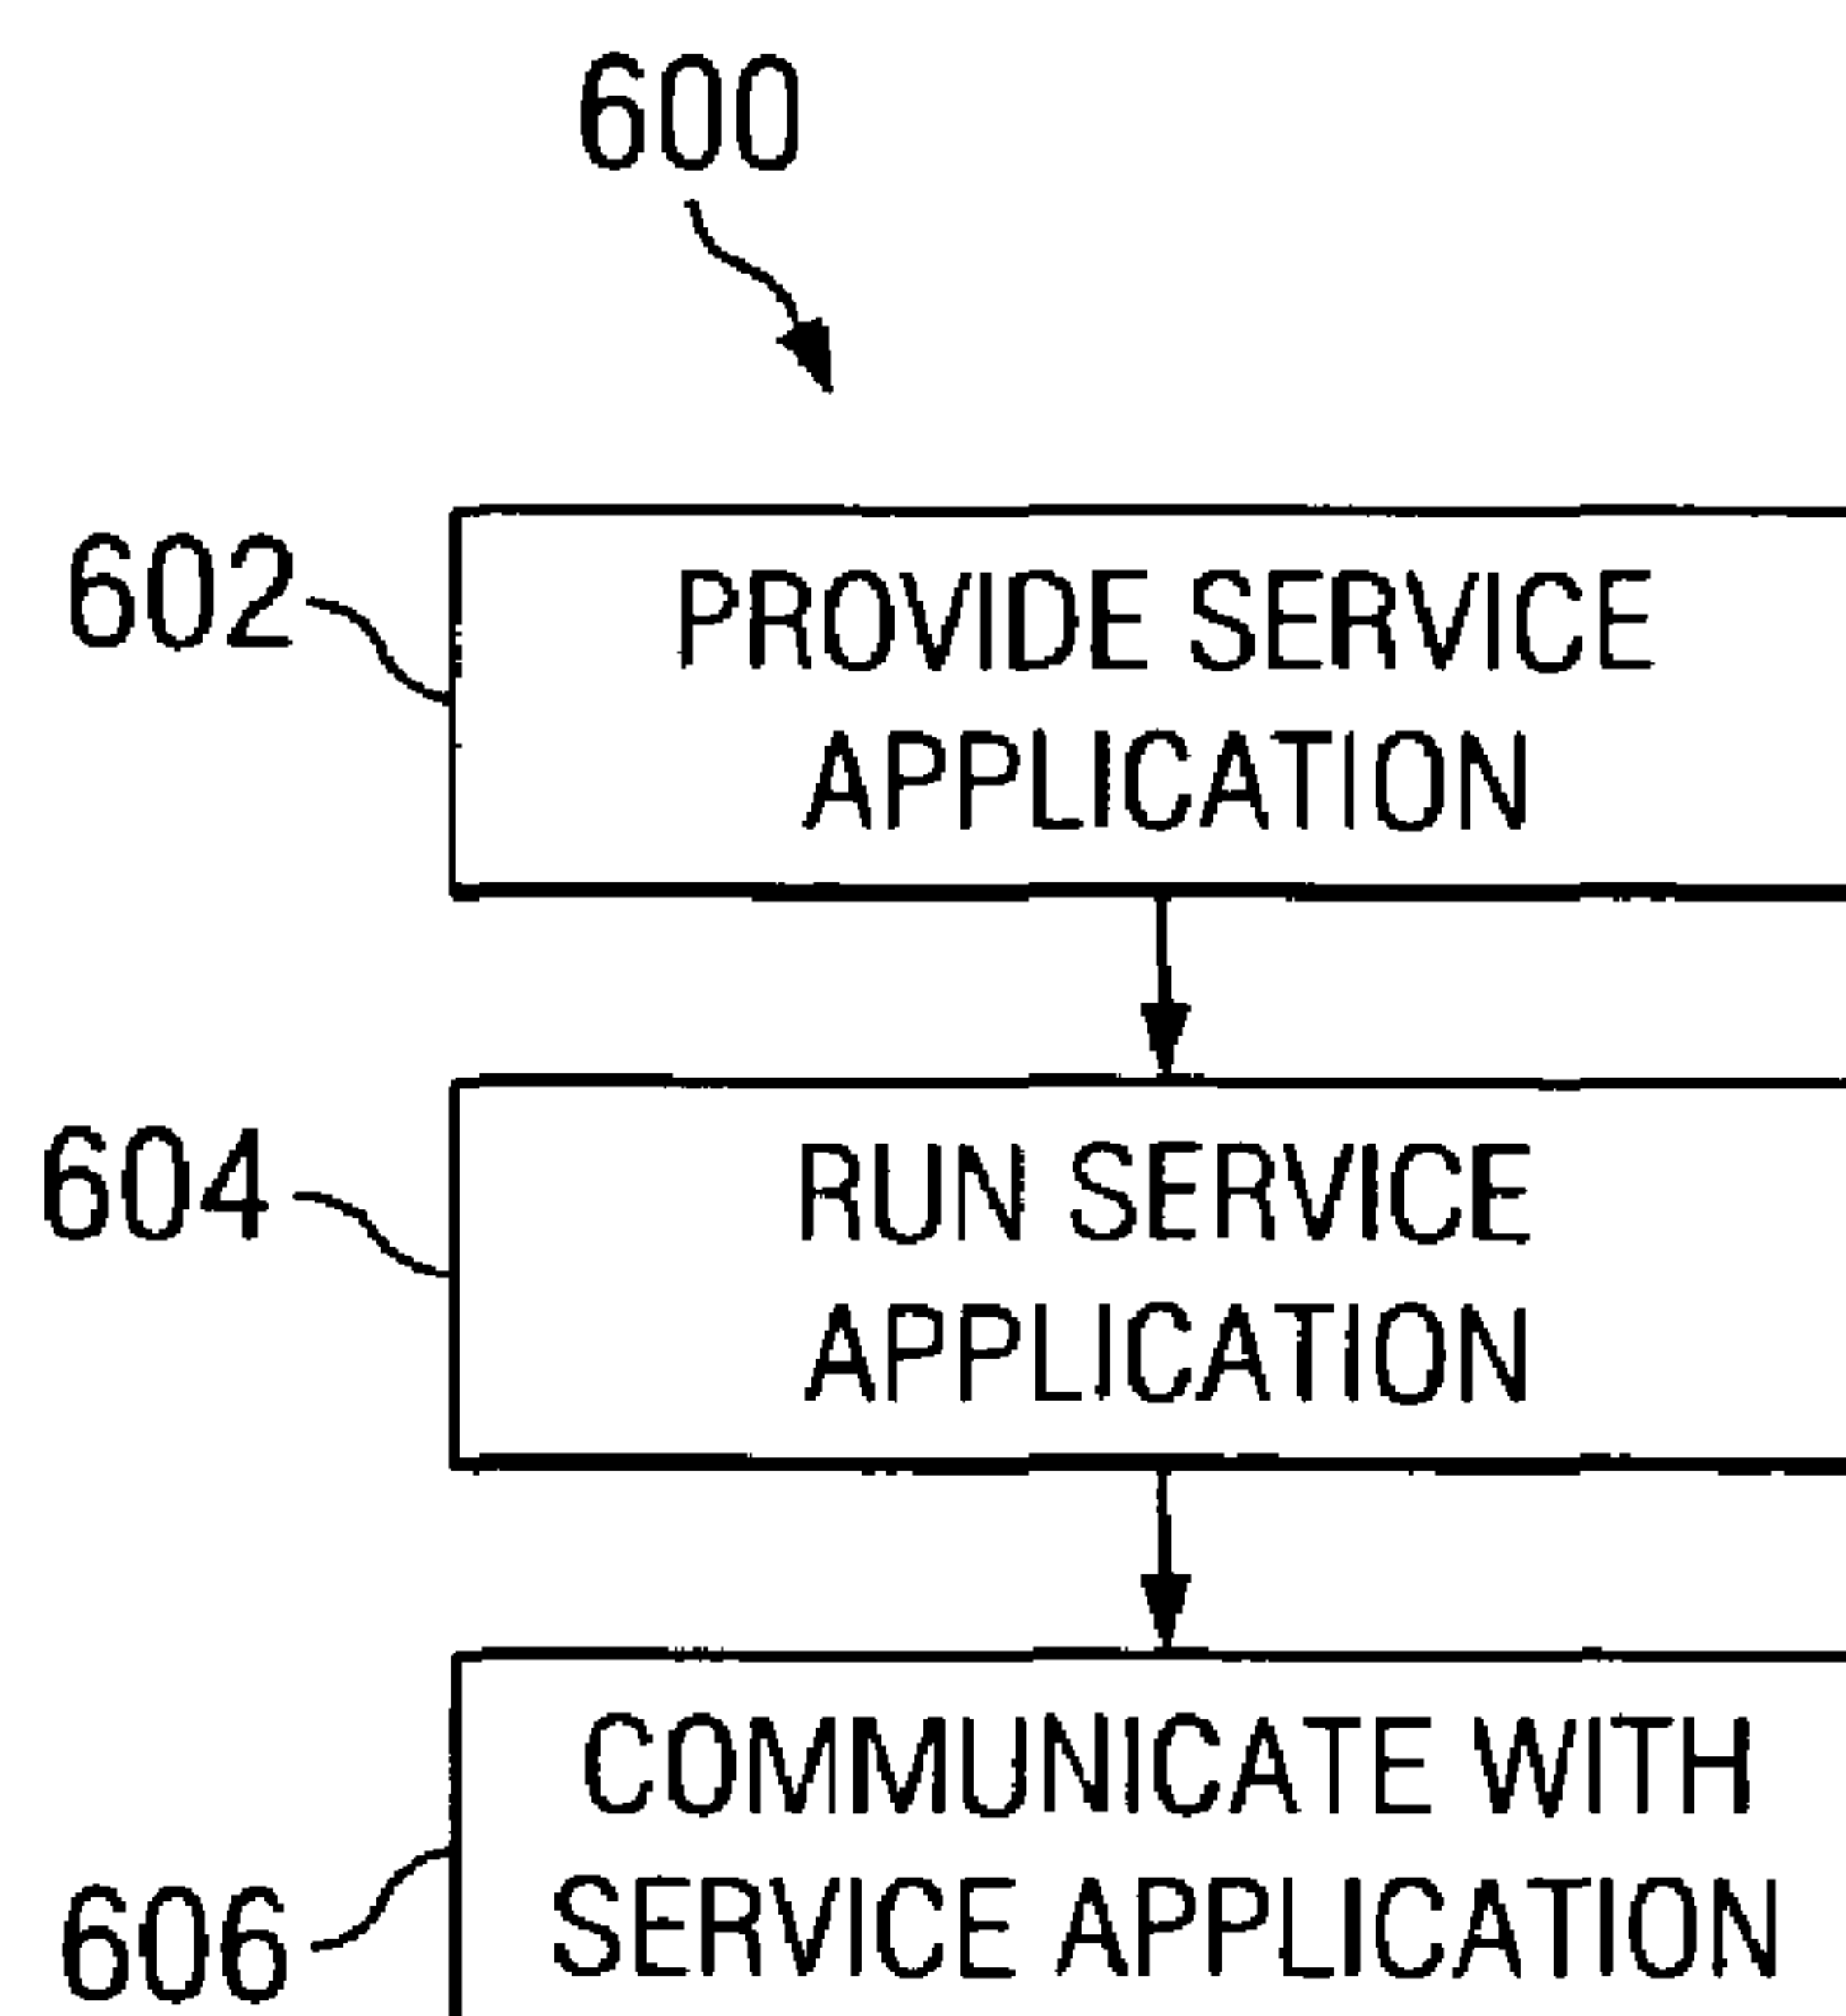 600
602
PROVIDE SERVICE
APPLICATION
604
RUN SERVICE
APPLICATION
COMMUNICATE WITH
SERVICE APPLICATION
606